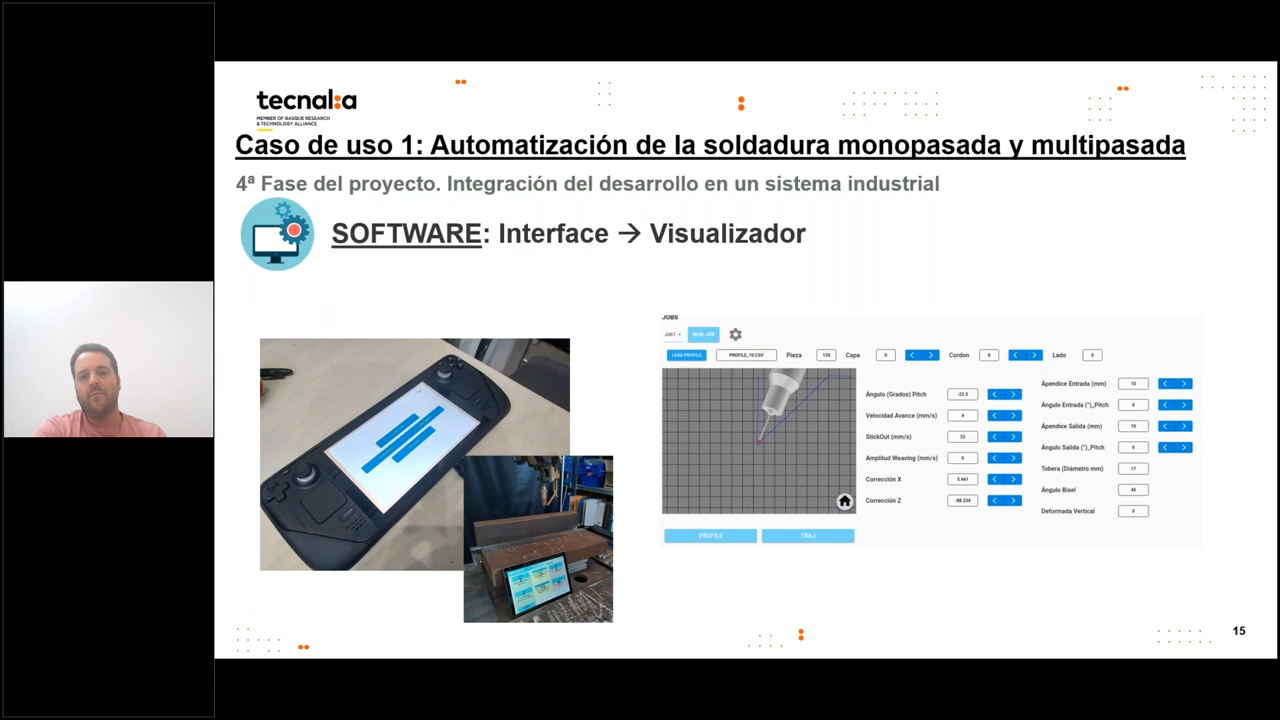 tecnal:a
MEMBER OF BASQUE RESEARCH
& TECHNOLOGY ALLIANCE
Caso de uso 1: Automatización de la soldadura monopasada y multipasada
4ª Fase del proyecto. Integración del desarrollo en un sistema industrial
SOFTWARE: Interface → Visualizador
JOBS
Job1 NEW JOB
LOAD PROFILE PROFILE_10.CSV Pieza 135 Capa 0 < > Cordon 0 < > Lado 0
Ángulo (Grados) Pitch -22.5 < >
Velocidad Avance (mm/s) 4 < >
StickOut (mm/s) 22 < >
Amplitud Weaving (mm/s) 0 < >
Corrección X 5.461 < >
Corrección Z -88.234 < >
Ápendice Entrada (mm) 10 < >
Ángulo Entrada (°)_Pitch 0 < >
Ápendice Salida (mm) 10 < >
Ángulo Salida (°)_Pitch 0 < >
Tobera (Diámetro mm) 17
Ángulo Bisel 45
Deformada Vertical 0
PROFILE TRAJ
15